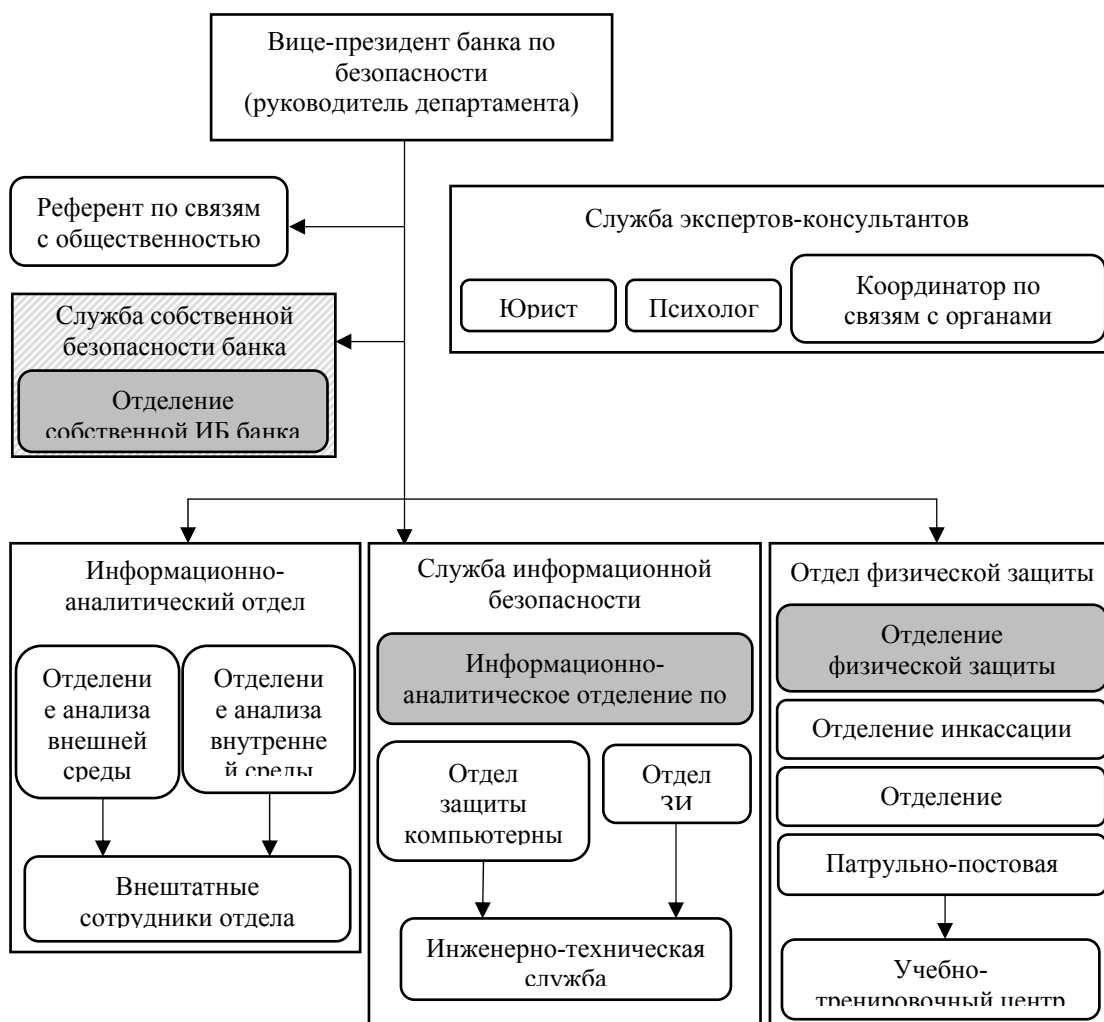 Вице-президент банка по
безопасности
(руководитель департамента)
Референт по связям
с общественностью
Служба экспертов-консультантов
Юрист
Психолог
Координатор по
связям с органами
Служба собственной
безопасности банка
Отделение
собственной ИБ банка
Информационно-
аналитический отдел
Отделени
е анализа
внешней
среды
Отделени
е анализа
внутренне
й среды
Внештатные
сотрудники отдела
Служба информационной
безопасности
Информационно-
аналитическое отделение по
Отдел
защиты
компьютерны
Отдел
ЗИ
Инженерно-техническая
служба
Отдел физической защиты
Отделение
физической защиты
Отделение инкассации
Отделение
Патрульно-постовая
Учебно-
тренировочный центр